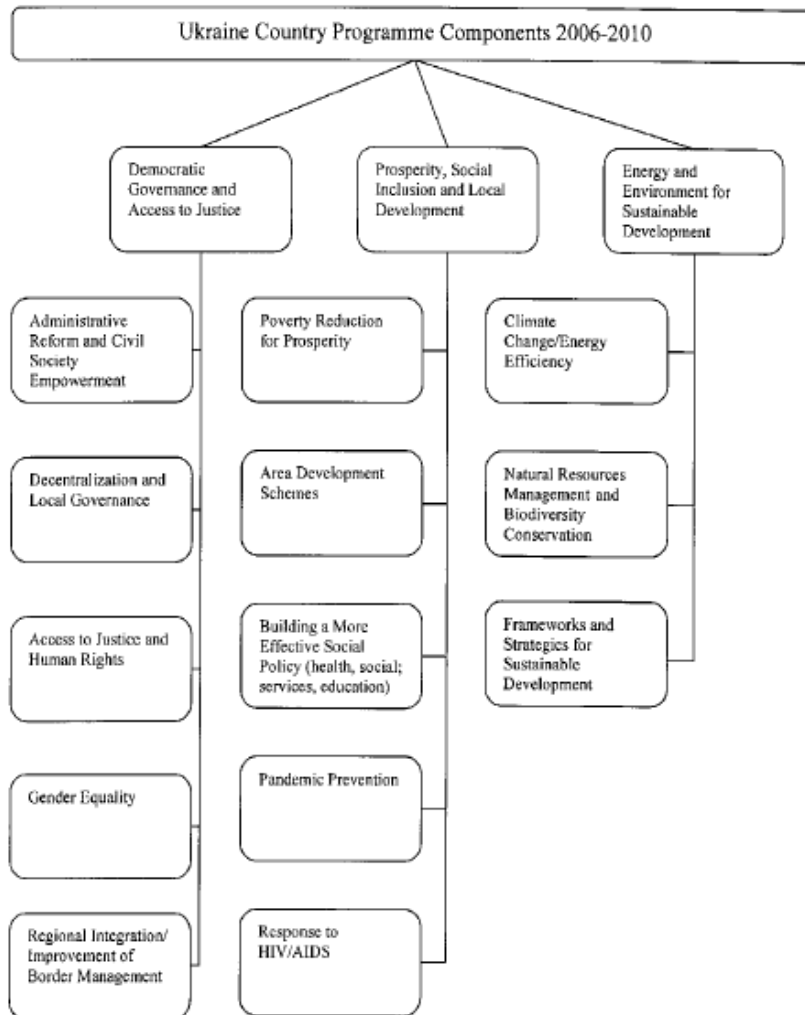 Ukraine Country Programme Components 2006-2010
Democratic
Governance and
Access to Justice
Prosperity, Social
Inclusion and Local
Development
Energy and
Environment for
Sustainable
Development
Administrative
Reform and Civil
Society
Empowerment
Poverty Reduction
for Prosperity
Climate
Change/Energy
Efficiency
Decentralization and
Local Governance
Area Development
Schemes
Natural Resources
Management and
Biodiversity
Conservation
Access to Justice and
Human Rights
Building a More
Effective Social
Policy (health, social;
services, education)
Frameworks and
Strategies for
Sustainable
Development
Gender Equality
Pandemic Prevention
Regional Integration/
Improvement of
Border Management
Response to
HIV/AIDS